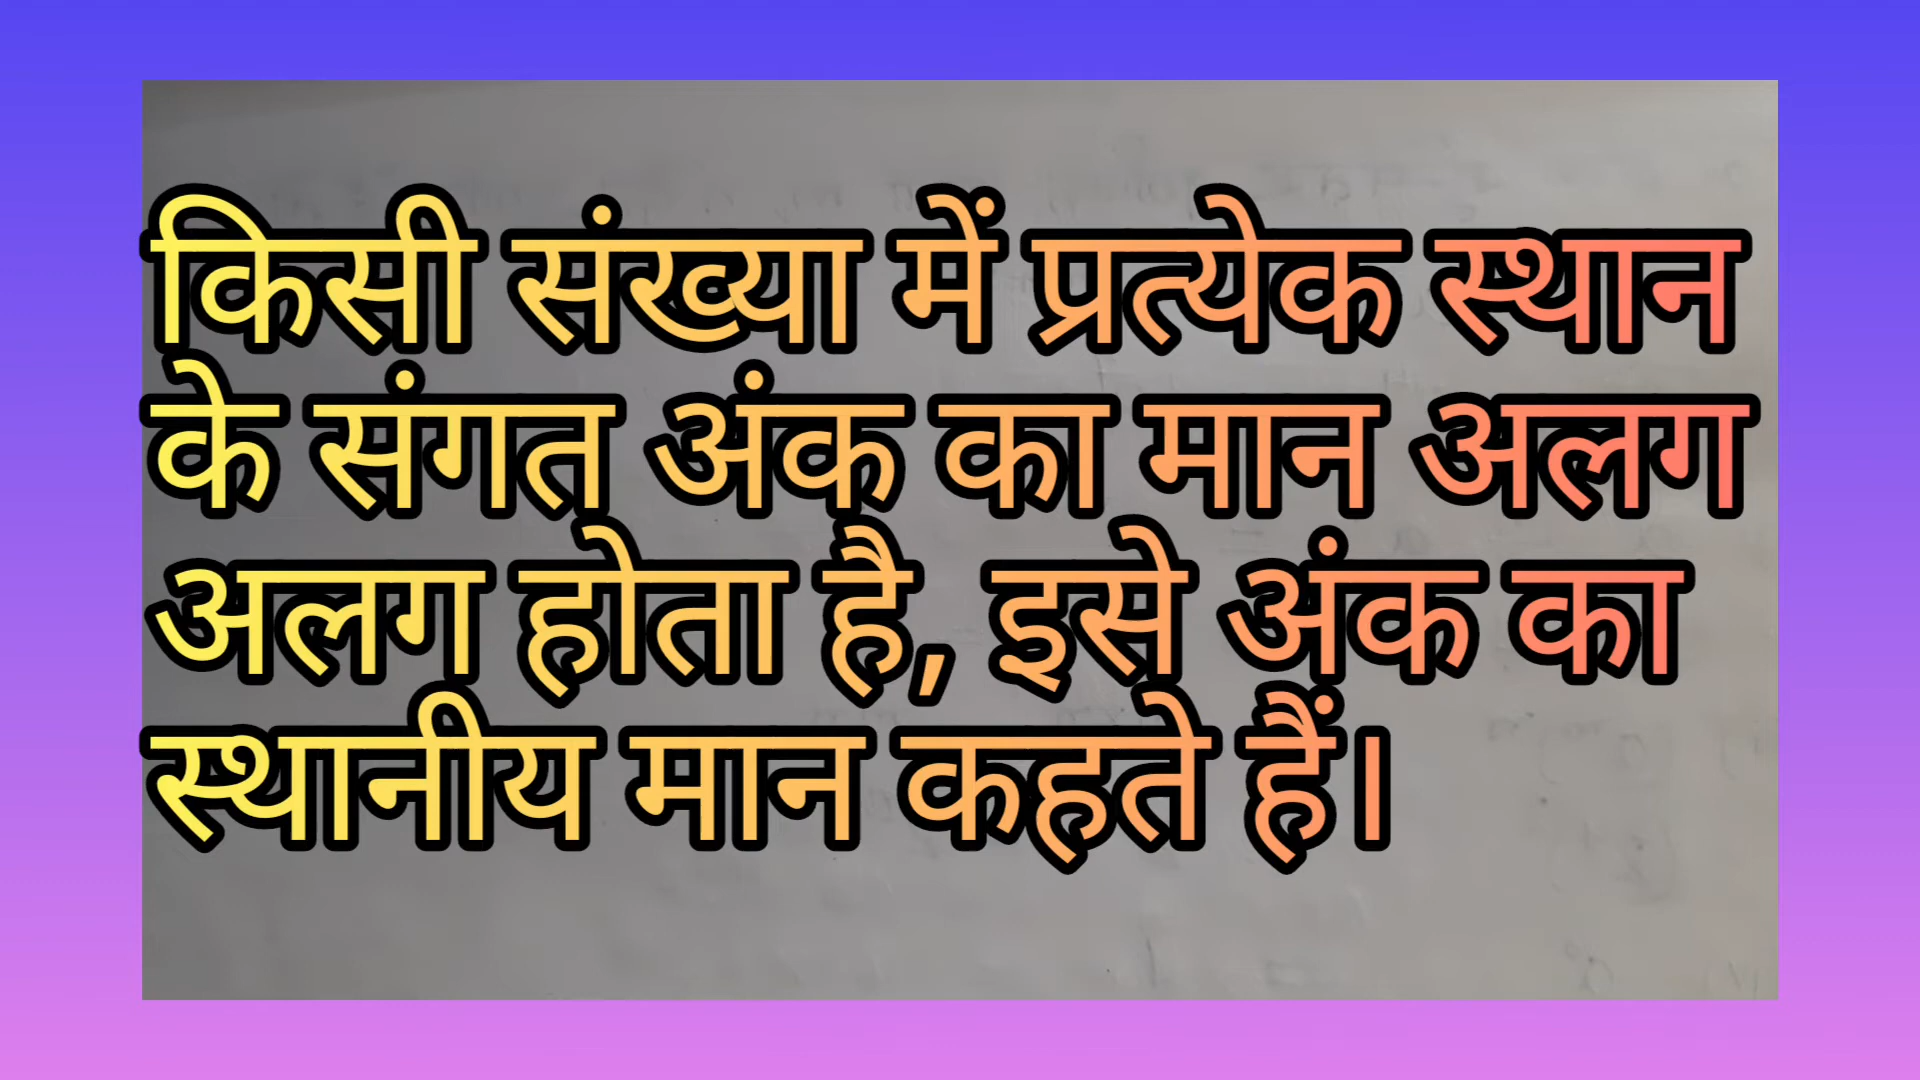 किसी संख्या में प्रत्येक स्थान
के संगत अंक का मान अलग
अलग होता है, इसे अंक का
स्थानीय मान कहते हैं।